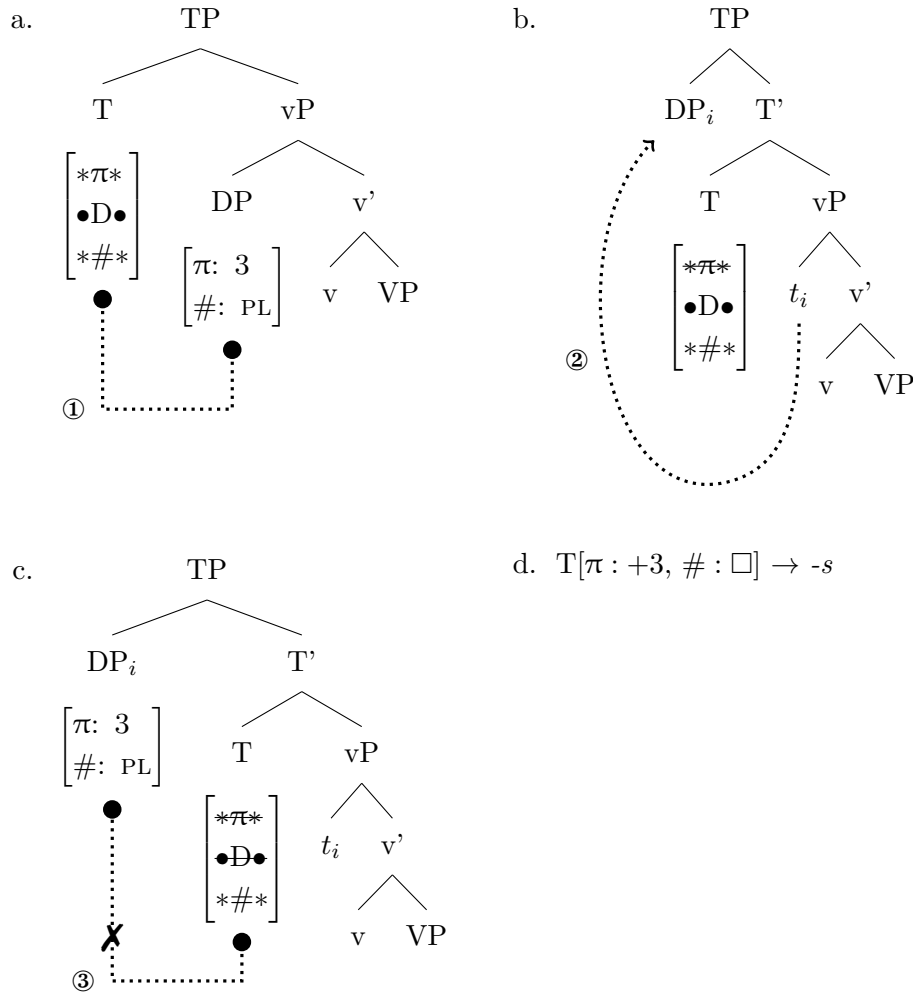 a.
TP
T vP
[*π* ●D● *#*]
DP v'
[π: 3 #: PL]
v VP
①
b.
TP
DPi T'
T vP
[*π* ●D● *#*]
ti v'
v VP
②
c.
TP
DPi T'
[π: 3 #: PL]
T vP
[*π* ●D● *#*]
ti v'
v VP
✗
③
d. T[π : +3, # : □] → -s